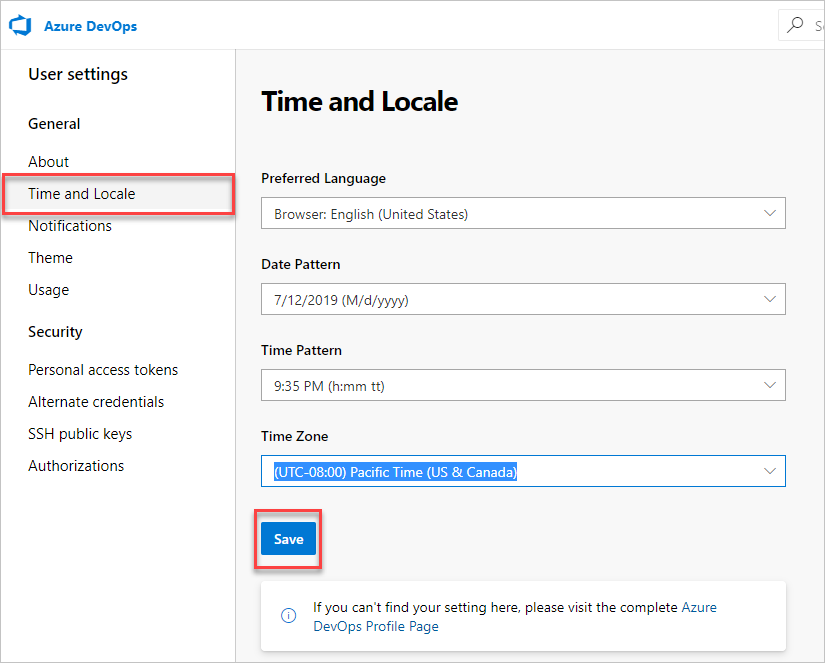 Azure DevOps
User settings
General
About
Time and Locale
Notifications
Theme
Usage
Security
Personal access tokens
Alternate credentials
SSH public keys
Authorizations
Time and Locale
Preferred Language
Browser: English (United States)
Date Pattern
7/12/2019 (M/d/yyyy)
Time Pattern
9:35 PM (h:mm tt)
Time Zone
(UTC-08:00) Pacific Time (US & Canada)
Save
If you can't find your setting here, please visit the complete Azure
DevOps Profile Page